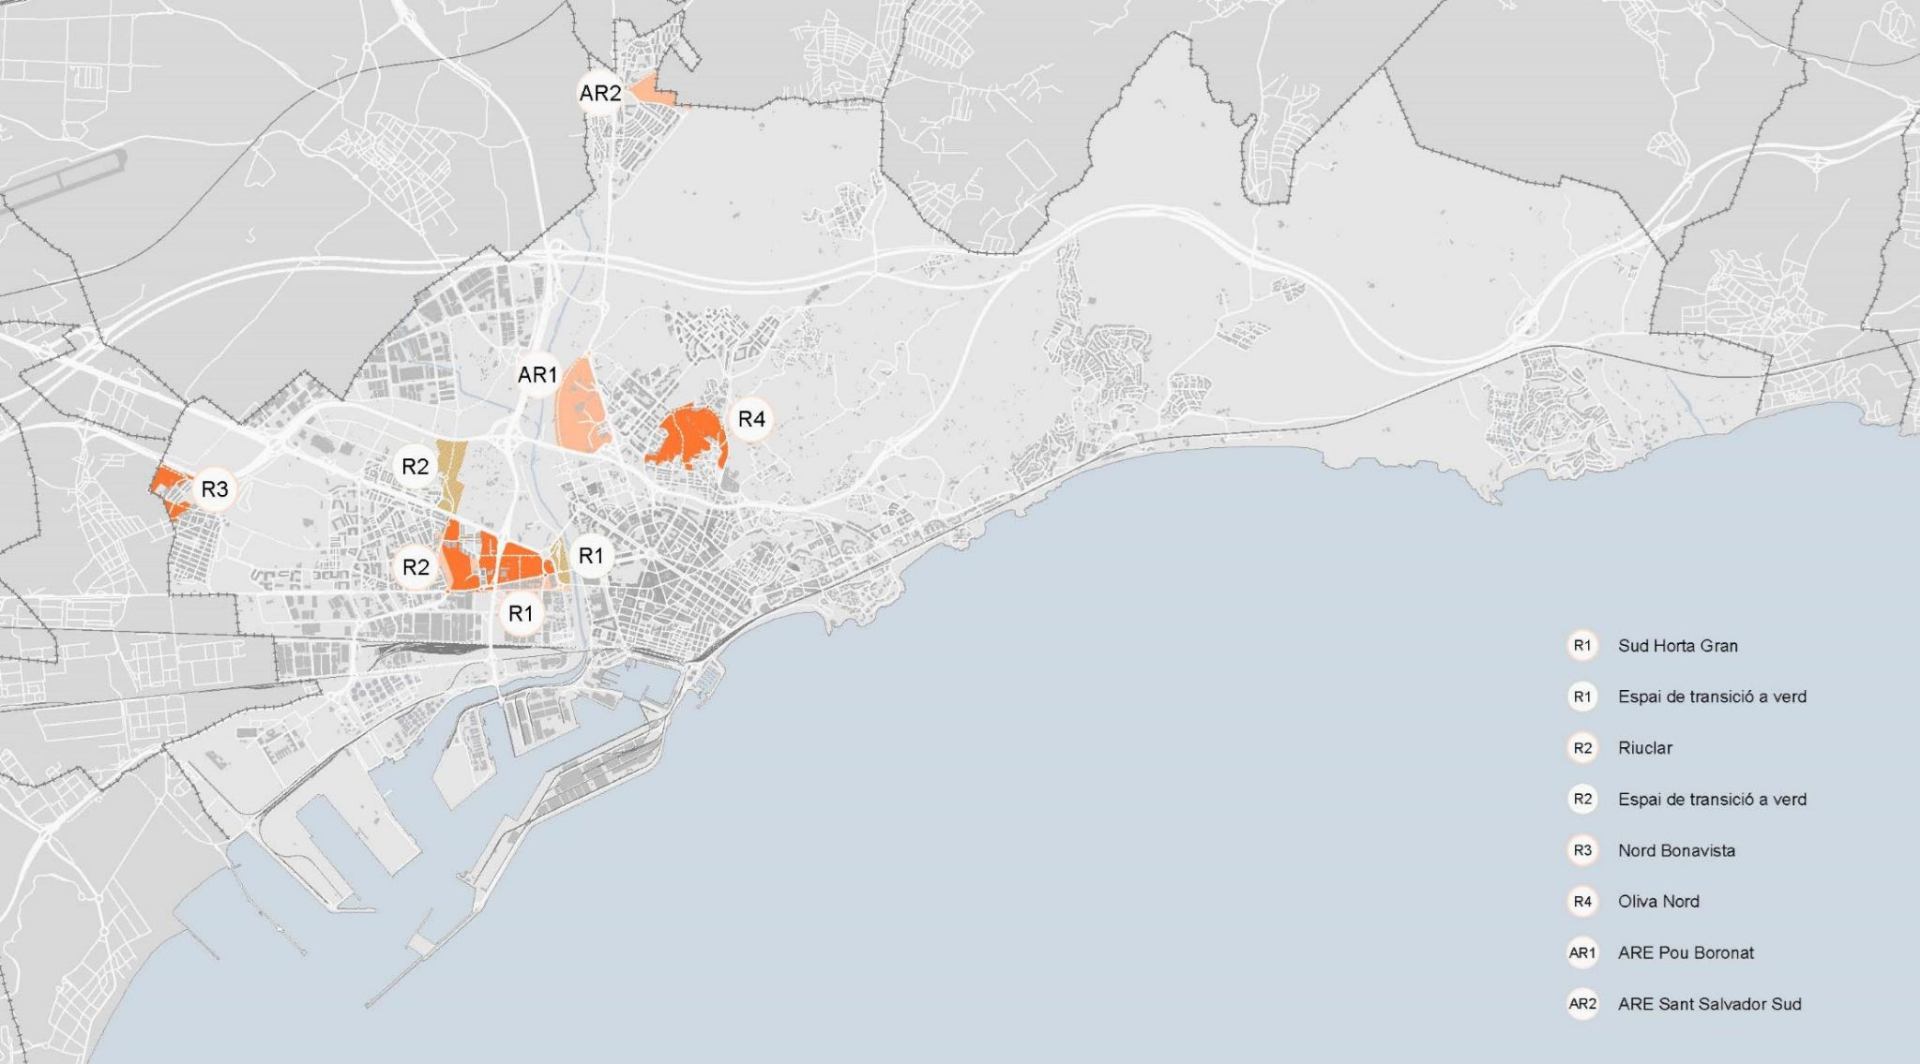 AR2
AR1
R4
R2
R3
R1
R2
R1
R1 Sud Horta Gran
R1 Espai de transició a verd
R2 Riuclar
R2 Espai de transició a verd
R3 Nord Bonavista
R4 Oliva Nord
AR1 ARE Pou Boronat
AR2 ARE Sant Salvador Sud